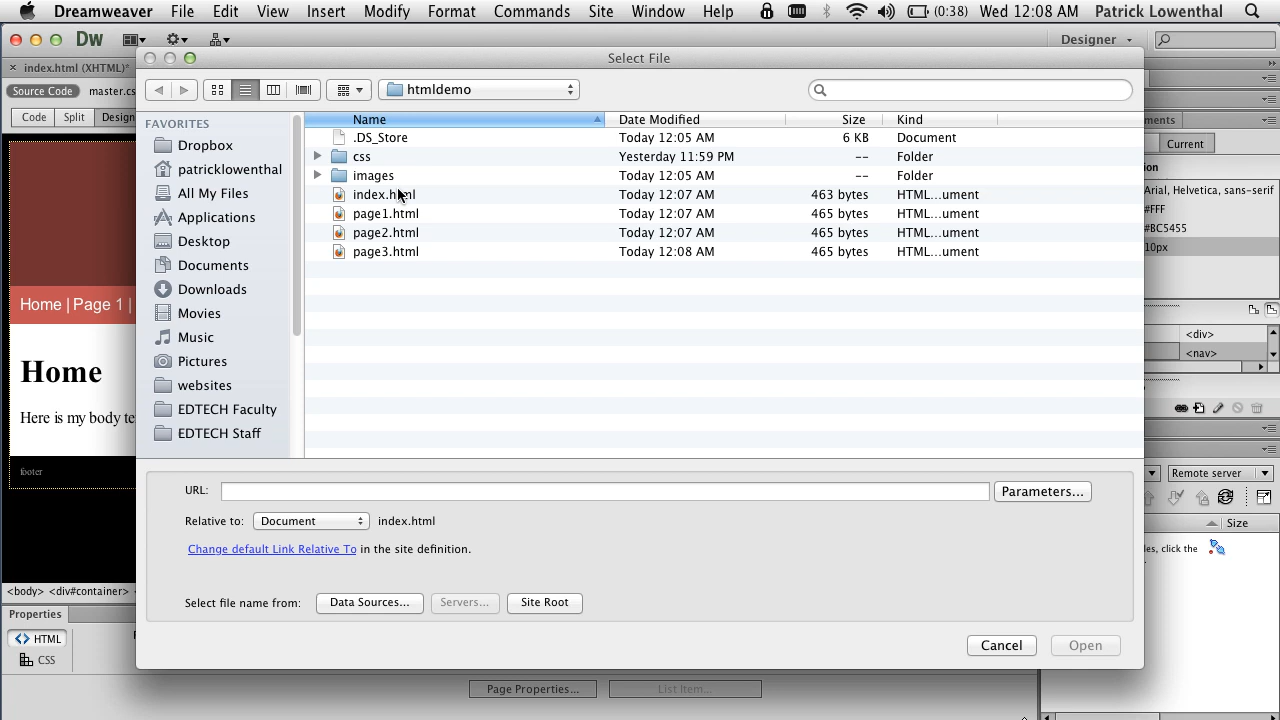 Dreamweaver File Edit View Insert Modify Format Commands Site Window Help (0:38) Wed 12:08 AM Patrick Lowenthal
Dw Designer
Select File
index.html (XHTML)*
Source Code master.cs
htmldemo
Code Split Design
FAVORITES
Dropbox
patricklowenthal
All My Files
Applications
Desktop
Documents
Downloads
Movies
Music
Pictures
websites
EDTECH Faculty
EDTECH Staff
Name Date Modified Size Kind
.DS_Store Today 12:05 AM 6 KB Document
css Yesterday 11:59 PM -- Folder
images Today 12:05 AM -- Folder
index.html Today 12:07 AM 463 bytes HTML...ument
page1.html Today 12:07 AM 465 bytes HTML...ument
page2.html Today 12:07 AM 465 bytes HTML...ument
page3.html Today 12:08 AM 465 bytes HTML...ument
Home | Page 1 |
Home
Here is my body te
footer
ments
Current
ion
Arial, Helvetica, sans-serif
#FFF
#BC5455
10px
<div>
<nav>
Remote server
Size
les, click the
URL: Parameters...
Relative to: Document index.html
Change default Link Relative To in the site definition.
Select file name from: Data Sources... Servers... Site Root
Cancel Open
<body> <div#container>
Properties
<> HTML
CSS
Page Properties... List Item...